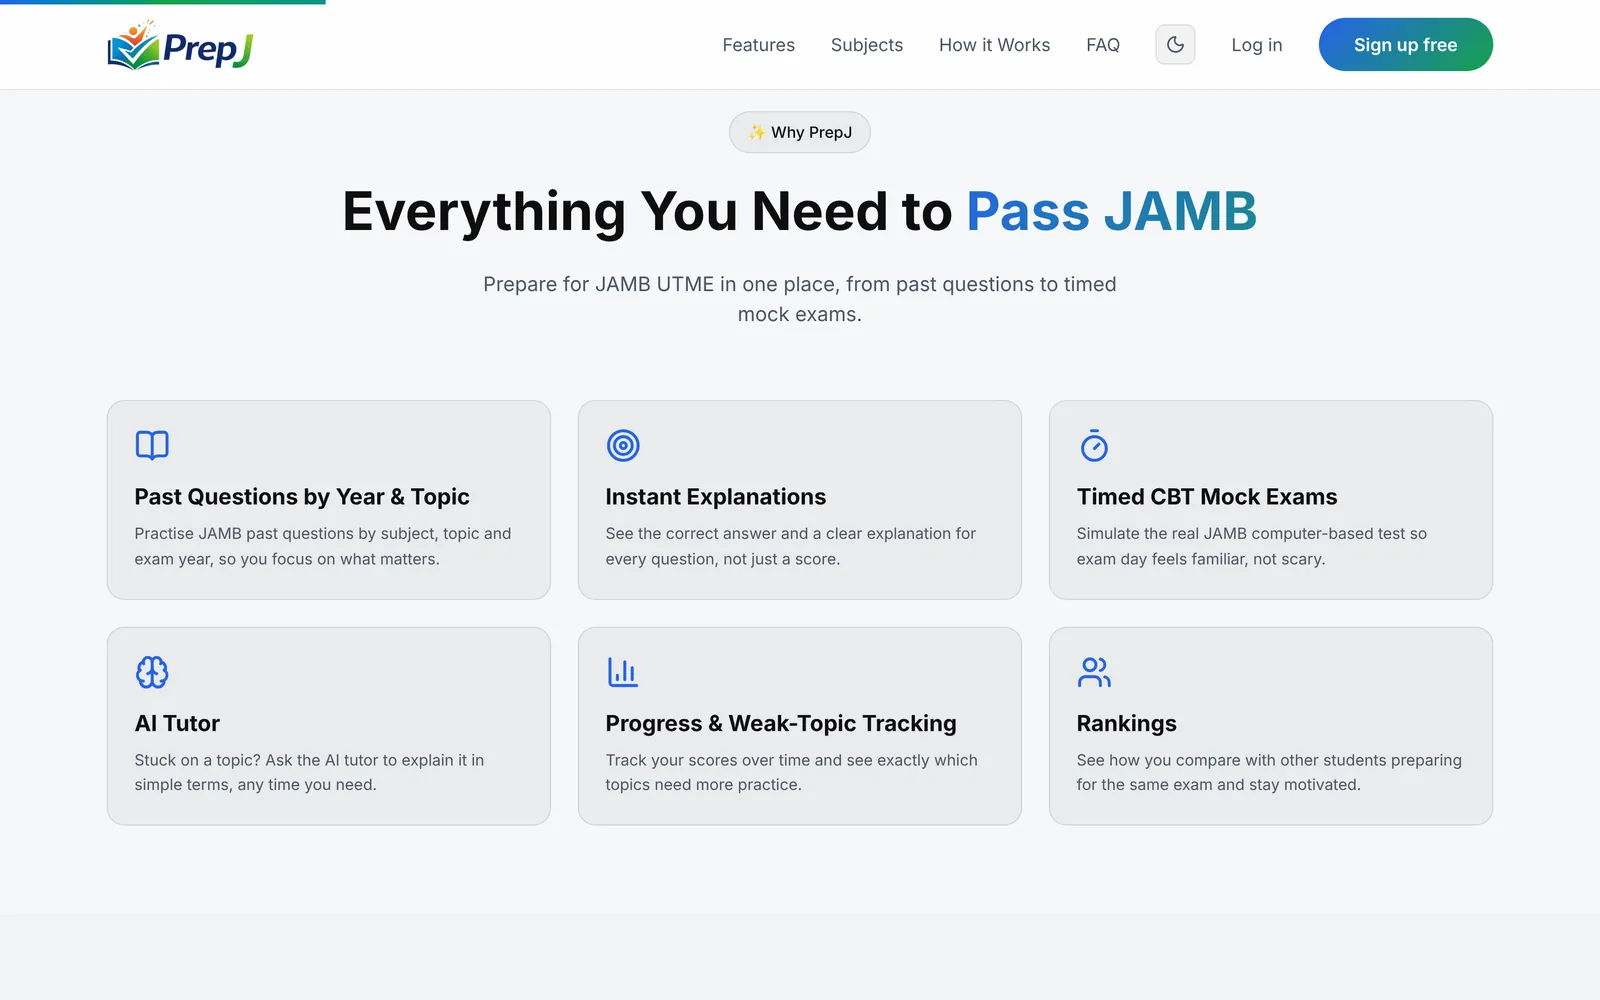 PrepJ
Features
Subjects
How it Works
FAQ
Log in
Sign up free
✨ Why PrepJ
Everything You Need to Pass JAMB
Prepare for JAMB UTME in one place, from past questions to timed
mock exams.
Past Questions by Year & Topic
Practise JAMB past questions by subject, topic and
exam year, so you focus on what matters.
Instant Explanations
See the correct answer and a clear explanation for
every question, not just a score.
Timed CBT Mock Exams
Simulate the real JAMB computer-based test so
exam day feels familiar, not scary.
AI Tutor
Stuck on a topic? Ask the AI tutor to explain it in
simple terms, any time you need.
Progress & Weak-Topic Tracking
Track your scores over time and see exactly which
topics need more practice.
Rankings
See how you compare with other students preparing
for the same exam and stay motivated.